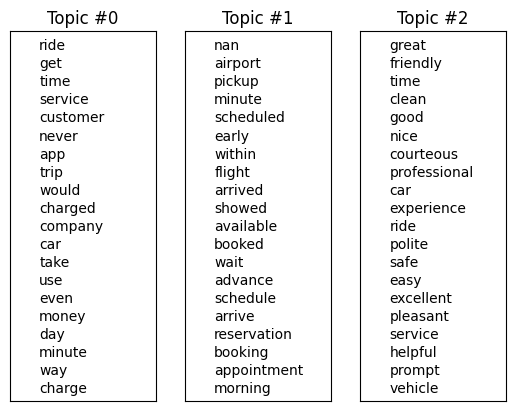 Topic #0
ride
get
time
service
customer
never
app
trip
would
charged
company
car
take
use
even
money
day
minute
way
charge
Topic #1
nan
airport
pickup
minute
scheduled
early
within
flight
arrived
showed
available
booked
wait
advance
schedule
arrive
reservation
booking
appointment
morning
Topic #2
great
friendly
time
clean
good
nice
courteous
professional
car
experience
ride
polite
safe
easy
excellent
pleasant
service
helpful
prompt
vehicle